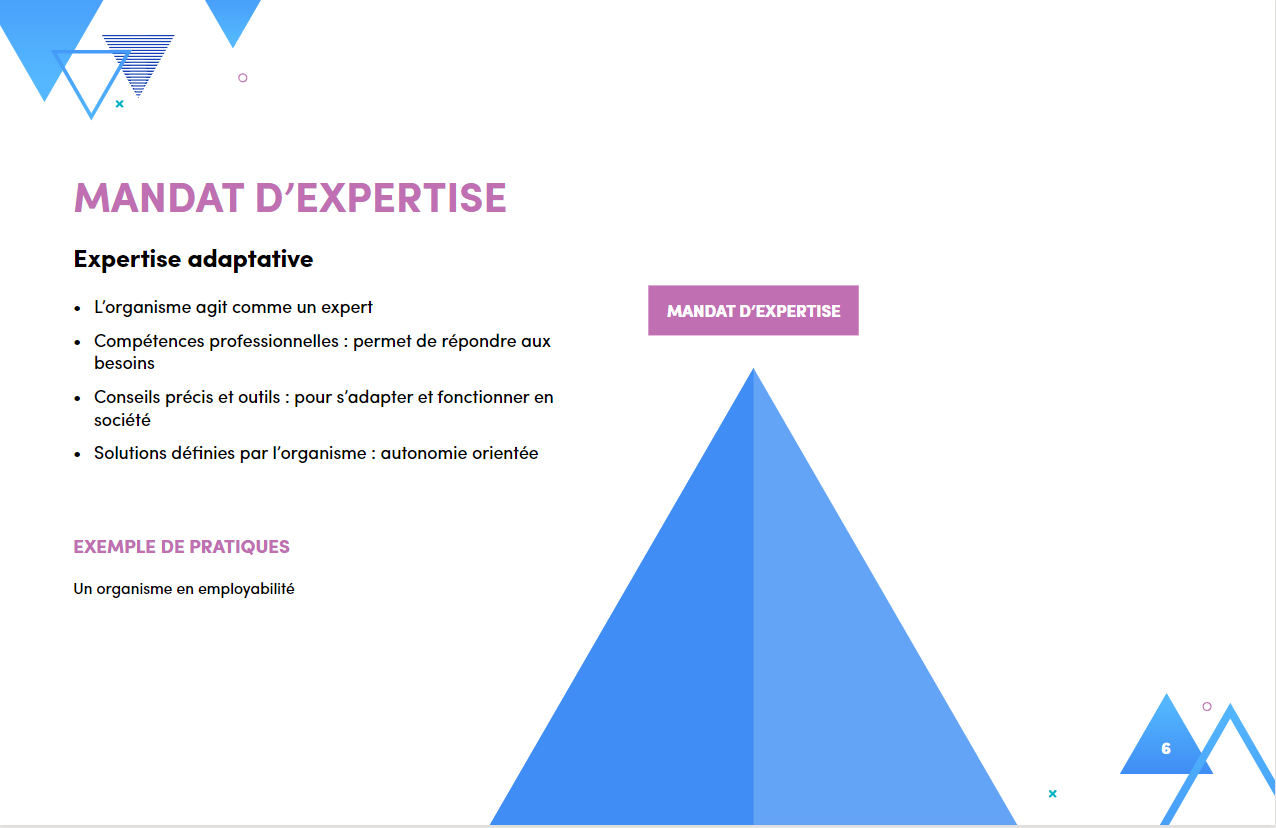 MANDAT D’EXPERTISE
Expertise adaptative
• L’organisme agit comme un expert
• Compétences professionnelles : permet de répondre aux
besoins
• Conseils précis et outils : pour s’adapter et fonctionner en
société
• Solutions définies par l’organisme : autonomie orientée
EXEMPLE DE PRATIQUES
Un organisme en employabilité
MANDAT D’EXPERTISE
6